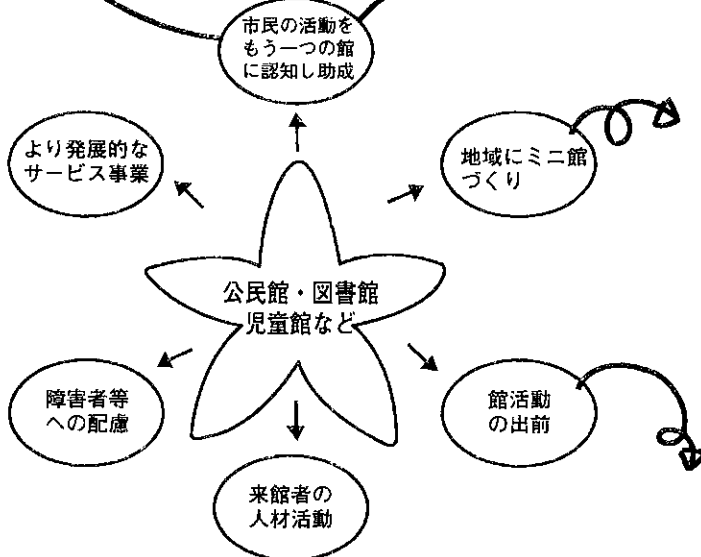 市民の活動を
もう一つの館
に認知し助成
より発展的な
サービス事業
地域にミニ館
づくり
公民館・図書館
児童館など
障害者等
への配慮
館活動
の出前
来館者の
人材活動